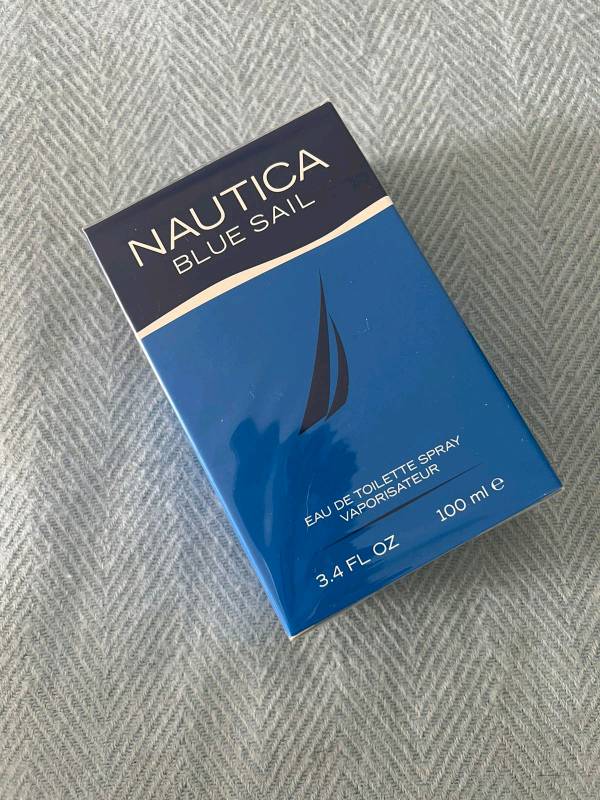 NAUTICA
BLUE SAIL
EAU DE TOILETTE SPRAY
VAPORISATEUR
3.4 FL OZ 100 ml ℮